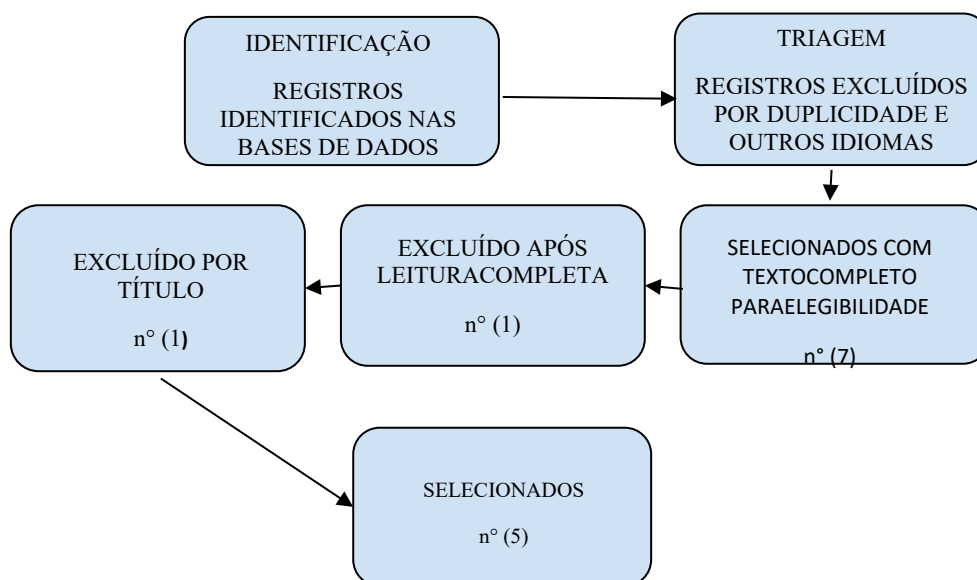 IDENTIFICAÇÃO
REGISTROS
IDENTIFICADOS NAS
BASES DE DADOS
TRIAGEM
REGISTROS EXCLUÍDOS
POR DUPLICIDADE E
OUTROS IDIOMAS
SELECIONADOS COM
TEXTOCOMPLETO
PARAELEGIBILIDADE
n° (7)
EXCLUÍDO APÓS
LEITURACOMPLETA
n° (1)
EXCLUÍDO POR
TÍTULO
n° (1)
SELECIONADOS
n° (5)